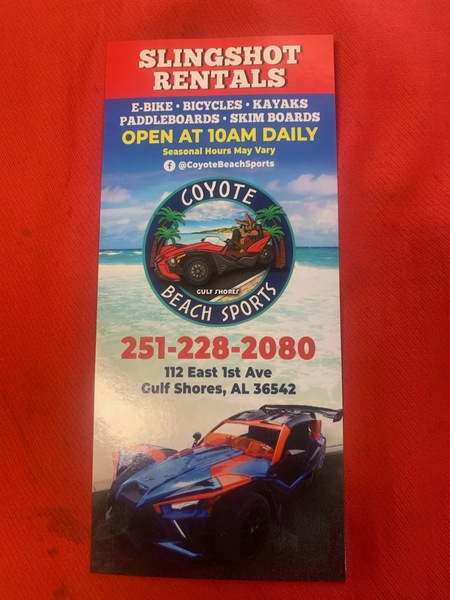 SLINGSHOT
RENTALS
E-BIKE • BICYCLES • KAYAKS
PADDLEBOARDS • SKIM BOARDS
OPEN AT 10AM DAILY
Seasonal Hours May Vary
f @CoyoteBeachSports
COYOTE
GULF SHORES
BEACH SPORTS
251-228-2080
112 East 1st Ave
Gulf Shores, AL 36542